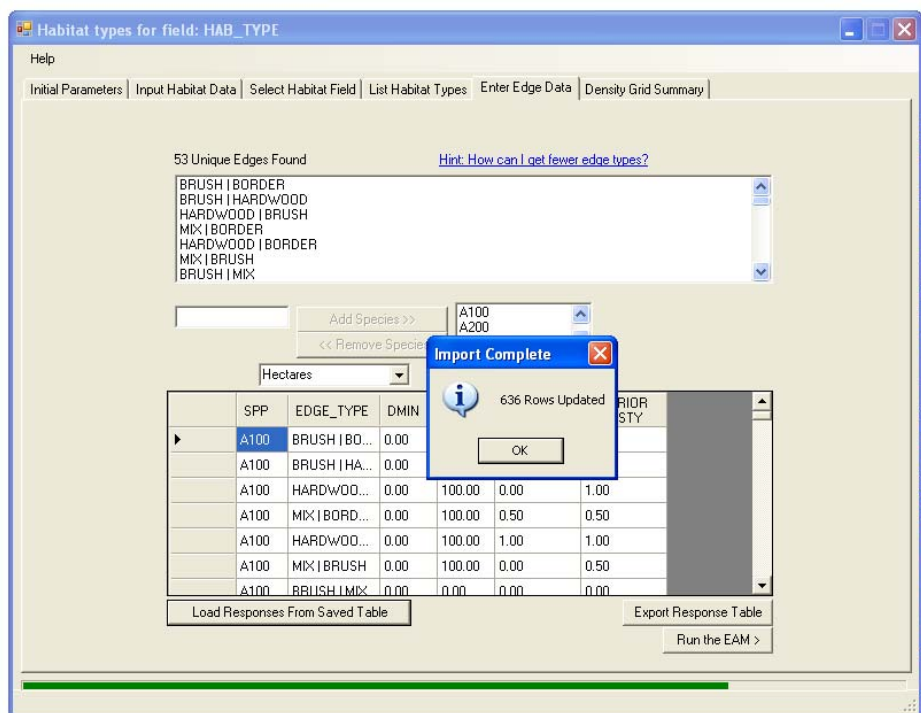 Habitat types for field: HAB_TYPE
Help
Initial Parameters Input Habitat Data Select Habitat Field List Habitat Types Enter Edge Data Density Grid Summary
53 Unique Edges Found Hint: How can I get fewer edge types?
BRUSH | BORDER
BRUSH | HARDWOOD
HARDWOOD | BRUSH
MIX | BORDER
HARDWOOD | BORDER
MIX | BRUSH
BRUSH | MIX
Add Species >> A100
<< Remove Specie A200
Import Complete
636 Rows Updated
OK
Hectares
SPP EDGE_TYPE DMIN RIOR STY
A100 BRUSH | BO... 0.00
A100 BRUSH | HA... 0.00
A100 HARDWOO... 0.00 100.00 0.00 1.00
A100 MIX | BORD... 0.00 100.00 0.50 0.50
A100 HARDWOO... 0.00 100.00 1.00 1.00
A100 MIX | BRUSH 0.00 100.00 0.00 0.50
A100 BRUSH | MIX 0.00 0.00 0.00 0.00
Load Responses From Saved Table Export Response Table
Run the EAM >